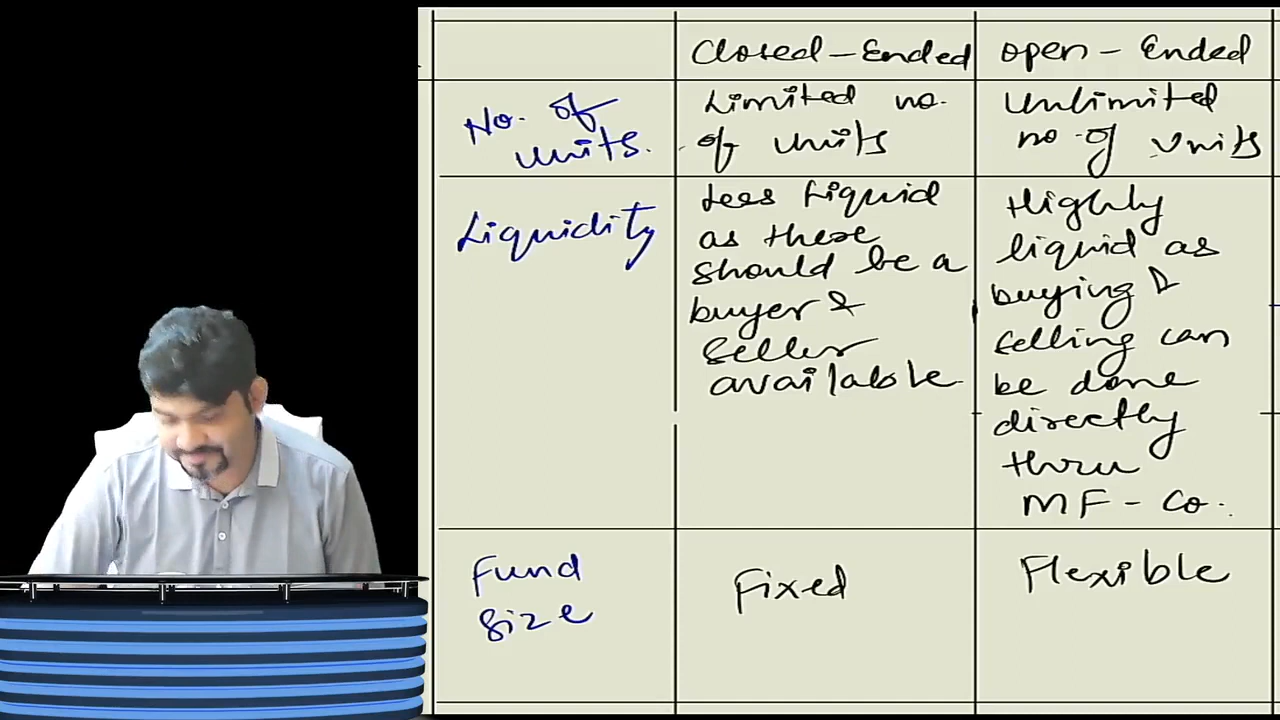 Closed-Ended
open-Ended
No. of
units.
Limited no.
of units
Unlimited
no. of units
Liquidity
Less Liquid
as there
should be a
buyer &
Seller
available.
Highly
liquid as
buying &
selling can
be done
directly
thru
MF-Co.
Fund
Size
Fixed
Flexible